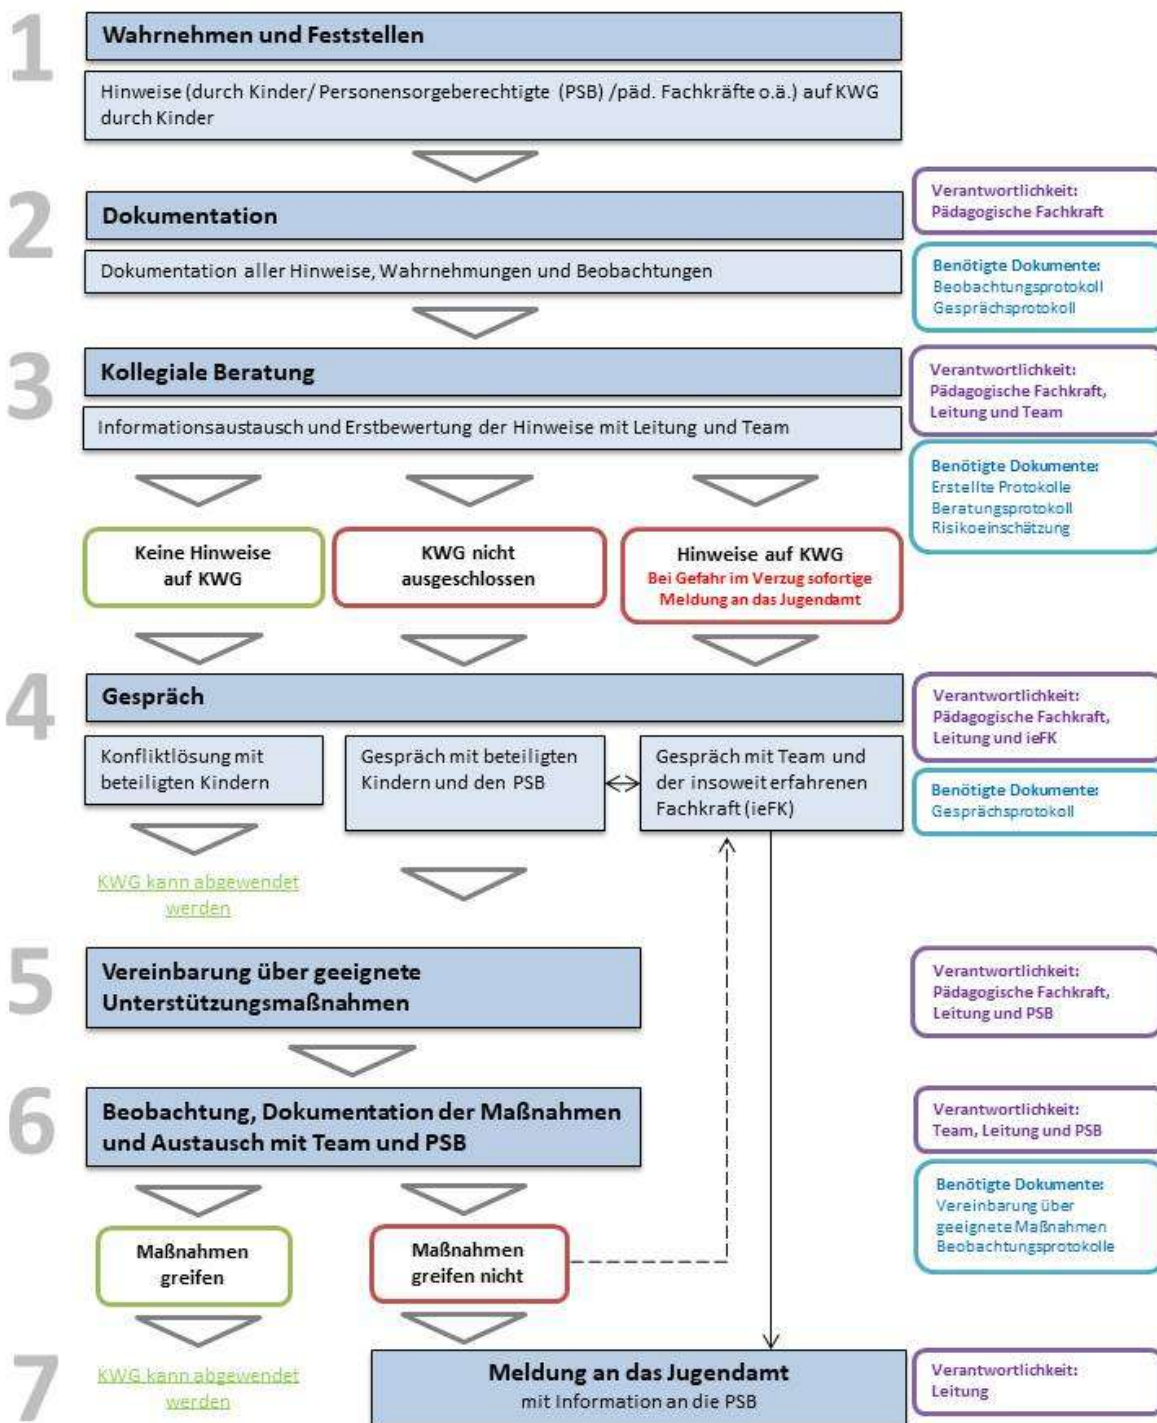 1
Wahrnehmen und Feststellen
Hinweise (durch Kinder/ Personensorgeberechtigte (PSB) /päd. Fachkräfte o.ä.) auf KWG
durch Kinder
2
Dokumentation
Dokumentation aller Hinweise, Wahrnehmungen und Beobachtungen
Verantwortlichkeit:
Pädagogische Fachkraft
Benötigte Dokumente:
Beobachtungsprotokoll
Gesprächsprotokoll
3
Kollegiale Beratung
Informationsaustausch und Erstbewertung der Hinweise mit Leitung und Team
Verantwortlichkeit:
Pädagogische Fachkraft,
Leitung und Team
Benötigte Dokumente:
Erstellte Protokolle
Beratungsprotokoll
Risikoeinschätzung
Keine Hinweise
auf KWG
KWG nicht
ausgeschlossen
Hinweise auf KWG
Bei Gefahr im Verzug sofortige
Meldung an das Jugendamt
4
Gespräch
Konfliktlösung mit
beteiligten Kindern
Gespräch mit beteiligten
Kindern und den PSB
Gespräch mit Team und
der insoweit erfahrenen
Fachkraft (ieFK)
Verantwortlichkeit:
Pädagogische Fachkraft,
Leitung und ieFK
Benötigte Dokumente:
Gesprächsprotokoll
KWG kann abgewendet
werden
5
Vereinbarung über geeignete
Unterstützungsmaßnahmen
Verantwortlichkeit:
Pädagogische Fachkraft,
Leitung und PSB
6
Beobachtung, Dokumentation der Maßnahmen
und Austausch mit Team und PSB
Verantwortlichkeit:
Team, Leitung und PSB
Benötigte Dokumente:
Vereinbarung über
geeignete Maßnahmen
Beobachtungsprotokolle
Maßnahmen
greifen
Maßnahmen
greifen nicht
7
KWG kann abgewendet
werden
Meldung an das Jugendamt
mit Information an die PSB
Verantwortlichkeit:
Leitung